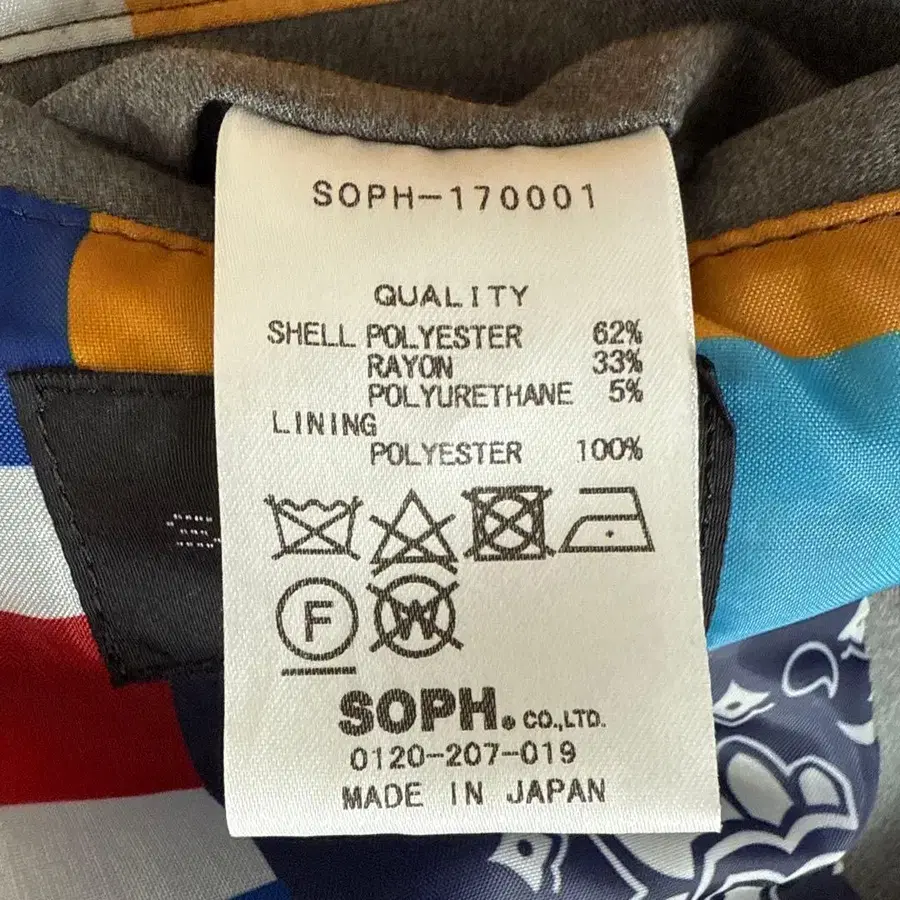 SOPH-170001
QUALITY
SHELL POLYESTER 62%
RAYON 33%
POLYURETHANE 5%
LINING
POLYESTER 100%
F W
SOPH. CO.,LTD.
0120-207-019
MADE IN JAPAN